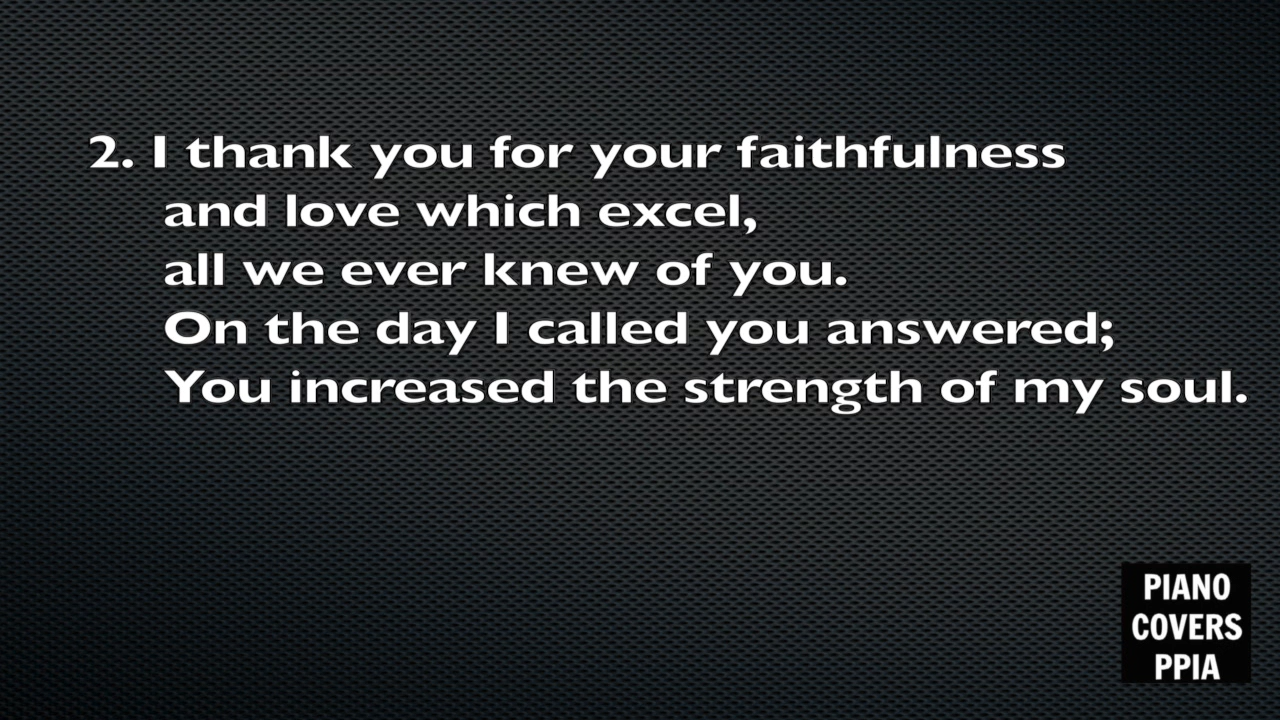 2. I thank you for your faithfulness
and love which excel,
all we ever knew of you.
On the day I called you answered;
You increased the strength of my soul.
PIANO
COVERS
PPIA